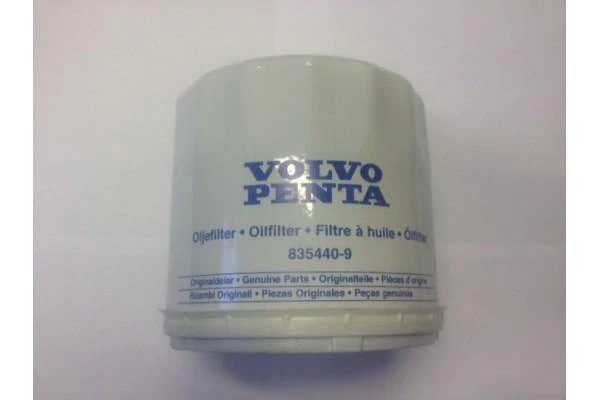 VOLVO
PENTA
Oljefilter • Oilfilter • Filtre à huile • Ölfilter
835440-9
Originaldelar • Genuine Parts • Originalteile • Pièces d'origine
Ricambi Originali • Piezas Originales • Peças genuinas